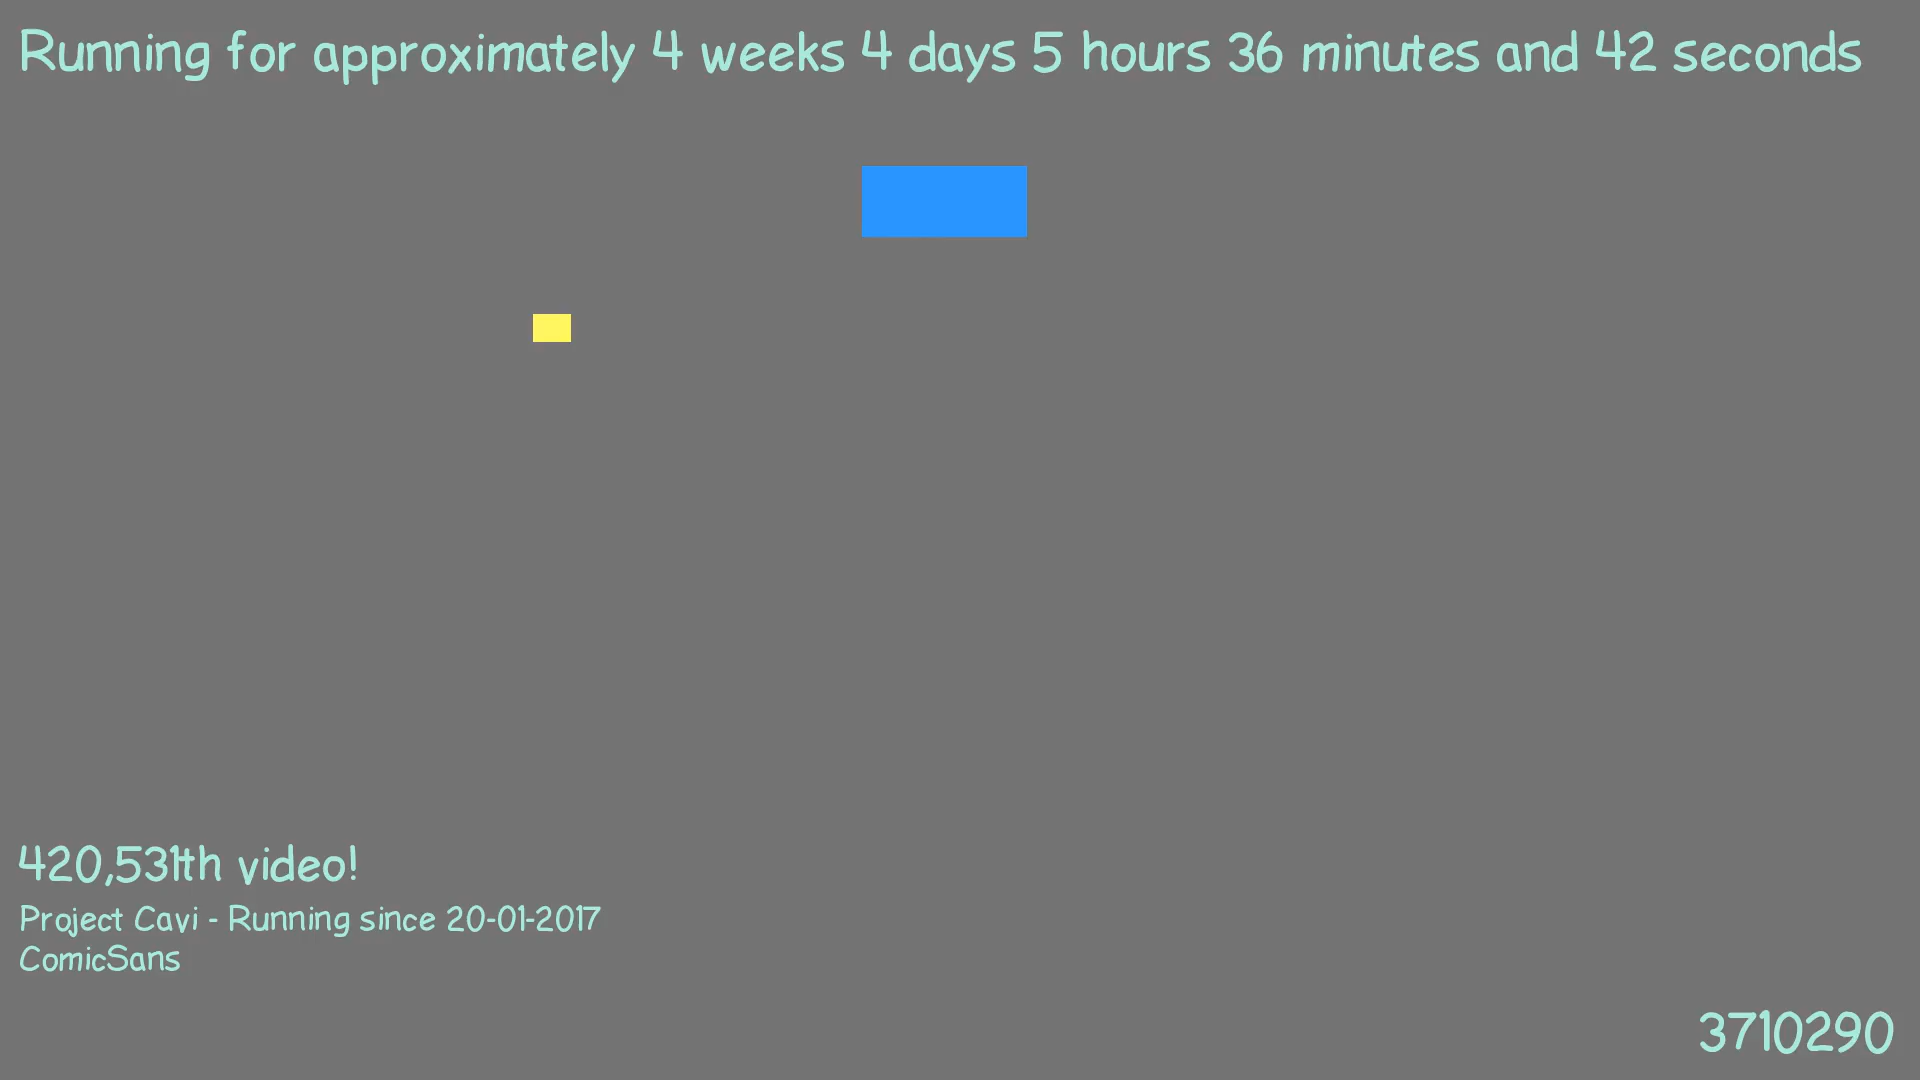 Running for approximately 4 weeks 4 days 5 hours 36 minutes and 42 seconds
420,531th video!
Project Cavi - Running since 20-01-2017
ComicSans
3710290